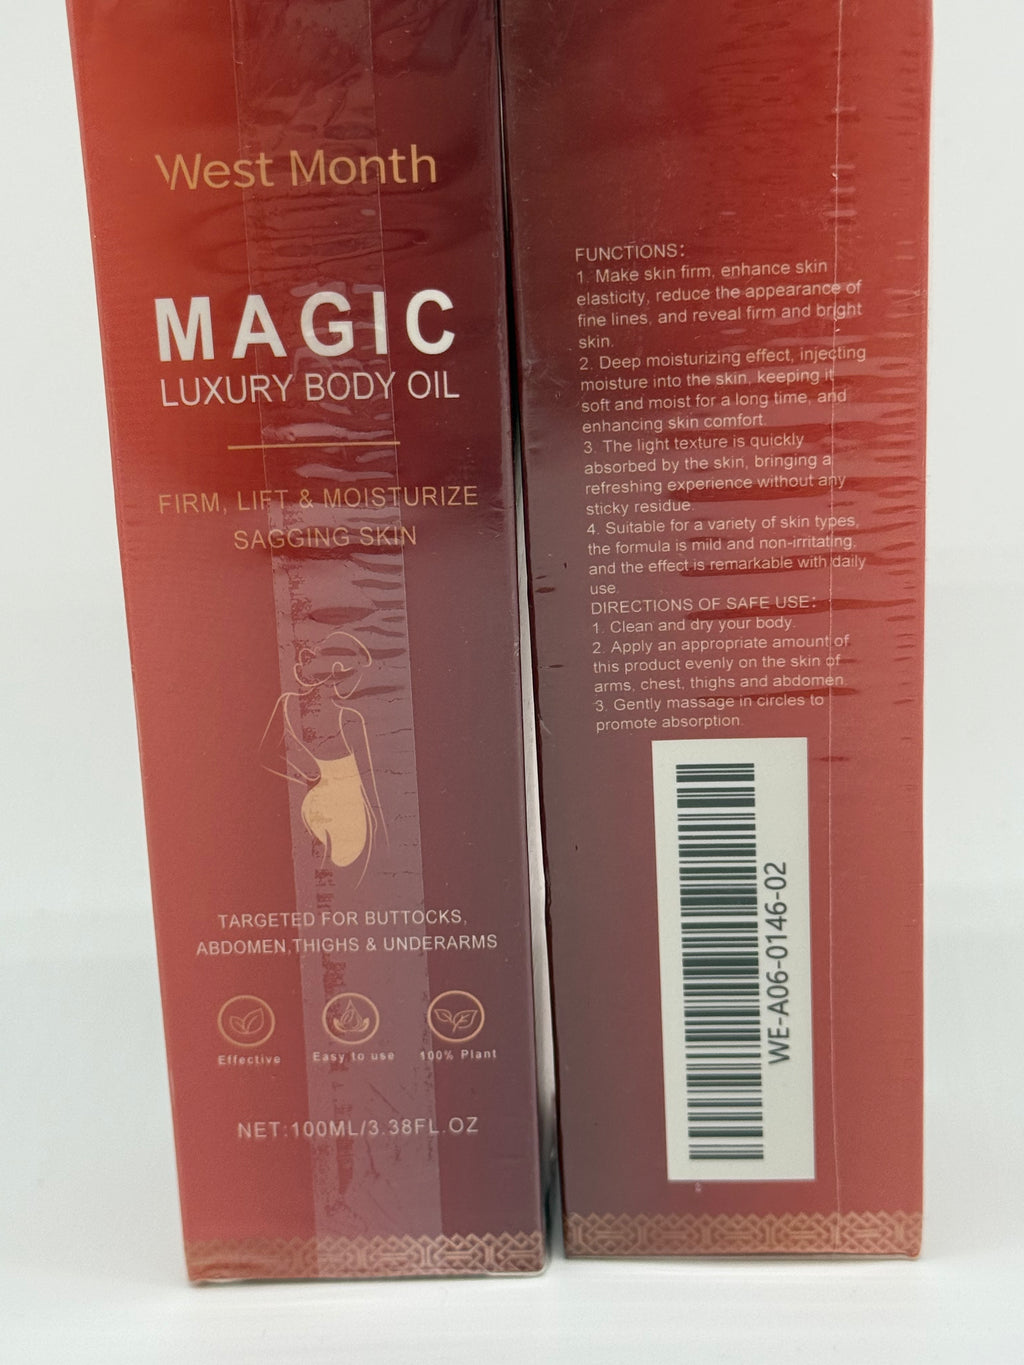 West Month
MAGIC
LUXURY BODY OIL
FIRM, LIFT & MOISTURIZE
SAGGING SKIN
TARGETED FOR BUTTOCKS,
ABDOMEN,THIGHS & UNDERARMS
Effective
Easy to use
100% Plant
NET:100ML/3.38FL.OZ
FUNCTIONS:
1. Make skin firm, enhance skin
elasticity, reduce the appearance of
fine lines, and reveal firm and bright
skin.
2. Deep moisturizing effect, injecting
moisture into the skin, keeping it
soft and moist for a long time, and
enhancing skin comfort.
3. The light texture is quickly
absorbed by the skin, bringing a
refreshing experience without any
sticky residue.
4. Suitable for a variety of skin types,
the formula is mild and non-irritating,
and the effect is remarkable with daily
use.
DIRECTIONS OF SAFE USE:
1. Clean and dry your body.
2. Apply an appropriate amount of
this product evenly on the skin of
arms, chest, thighs and abdomen.
3. Gently massage in circles to
promote absorption.
WE-A06-0146-02